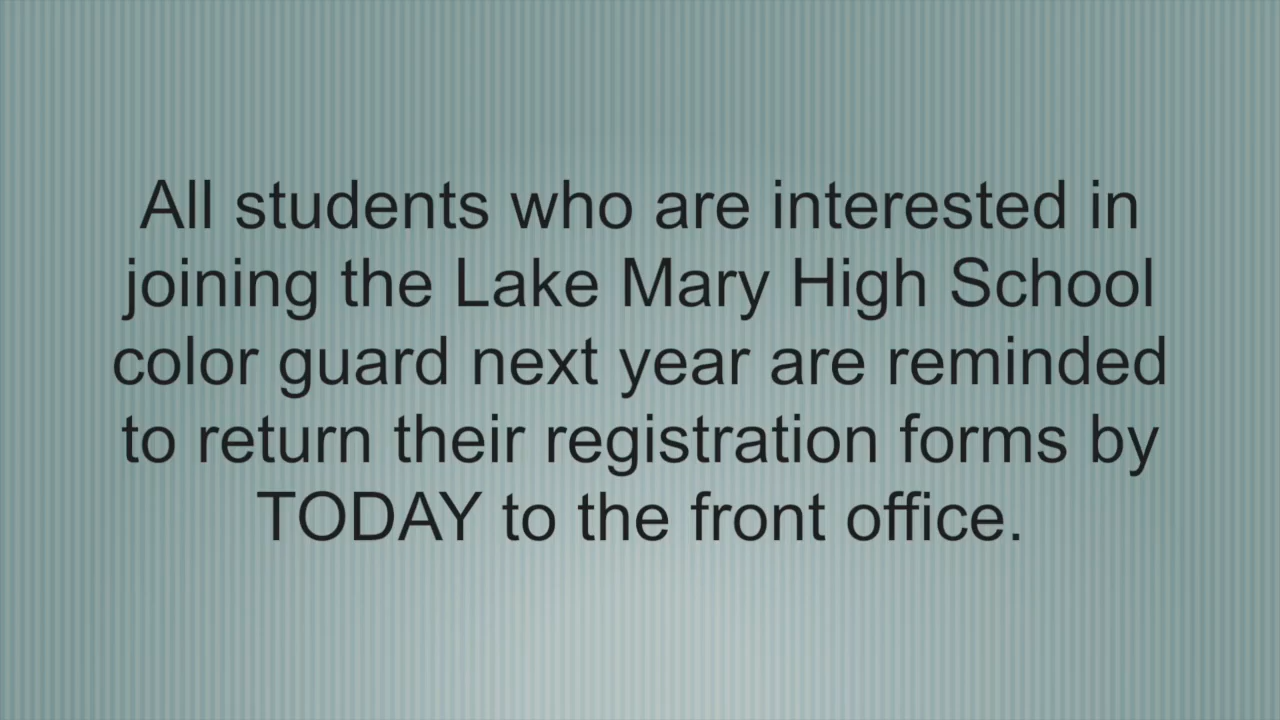 All students who are interested in
joining the Lake Mary High School
color guard next year are reminded
to return their registration forms by
TODAY to the front office.